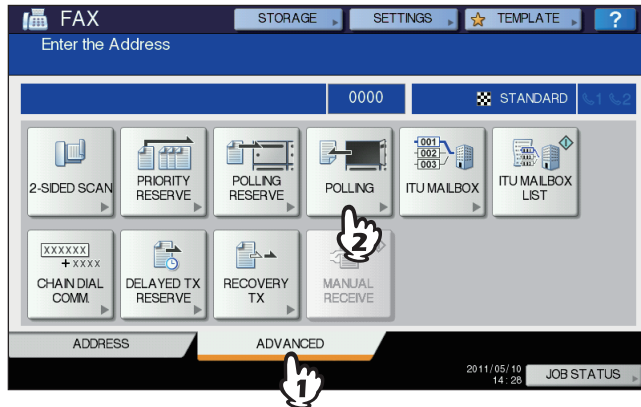 FAX
STORAGE
SETTINGS
TEMPLATE
?
Enter the Address
0000
STANDARD
1
2
2-SIDED SCAN
PRIORITY
RESERVE
POLLING
RESERVE
POLLING
ITU MAILBOX
001
002
003
ITU MAILBOX
LIST
2
XXXXXX
+ XXXX
CHAIN DIAL
COMM.
DELAYED TX
RESERVE
RECOVERY
TX
MANUAL
RECEIVE
ADDRESS
ADVANCED
1
2011/05/10
14:28
JOB STATUS